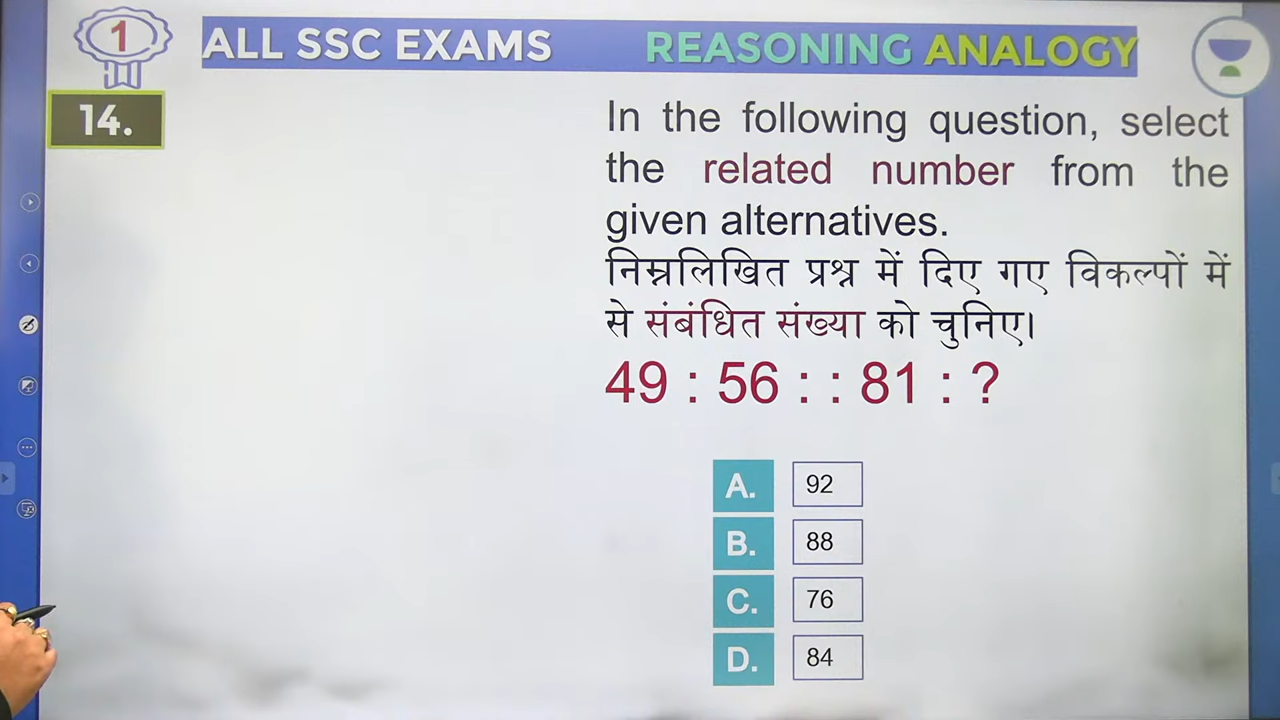 1
ALL SSC EXAMS
REASONING ANALOGY
14.
In the following question, select
the related number from the
given alternatives.
निम्नलिखित प्रश्न में दिए गए विकल्पों में
से संबंधित संख्या को चुनिए।
49 : 56 : : 81 : ?
A. 92
B. 88
C. 76
D. 84